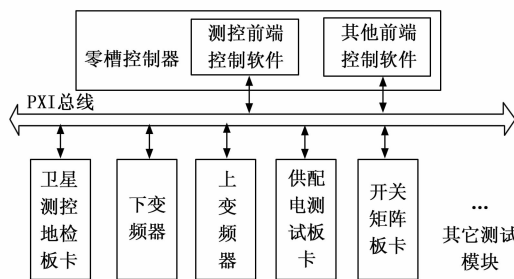 零槽控制器
测控前端
控制软件
其他前端
控制软件
PXI总线
卫星
测控
地检
板卡
下变
频器
上
变
频
器
供配
电测
试板
卡
开关
矩阵
板卡
...
其它测试
模块